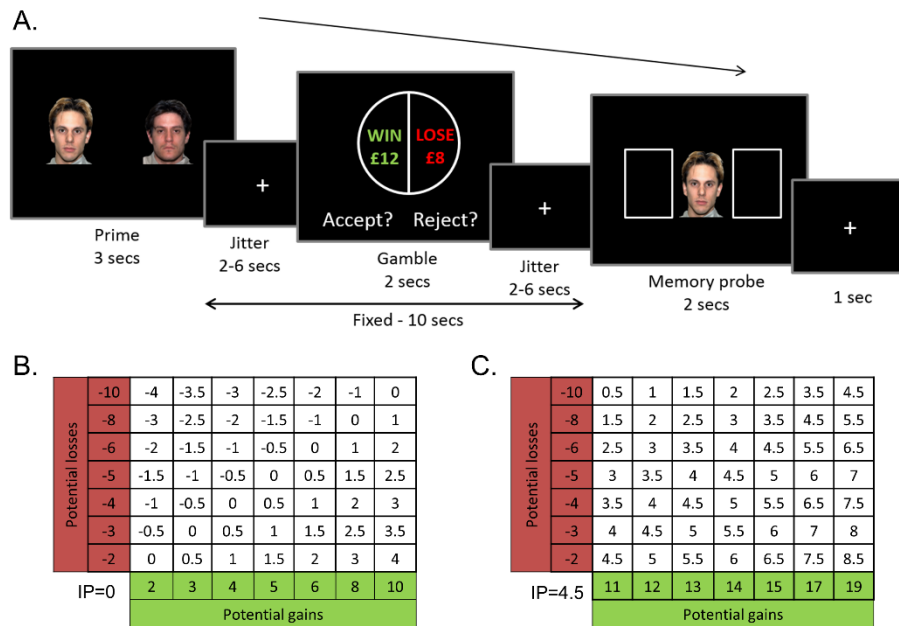 A.
WIN LOSE
£12 £8
Accept? Reject?
+
+
+
Prime
3 secs
Jitter
2-6 secs
Gamble
2 secs
Jitter
2-6 secs
Memory probe
2 secs
1 sec
Fixed - 10 secs
B.
Potential losses
-10 -4 -3.5 -3 -2.5 -2 -1 0
-8 -3 -2.5 -2 -1.5 -1 0 1
-6 -2 -1.5 -1 -0.5 0 1 2
-5 -1.5 -1 -0.5 0 0.5 1.5 2.5
-4 -1 -0.5 0 0.5 1 2 3
-3 -0.5 0 0.5 1 1.5 2.5 3.5
-2 0 0.5 1 1.5 2 3 4
IP=0 2 3 4 5 6 8 10
Potential gains
C.
Potential losses
-10 0.5 1 1.5 2 2.5 3.5 4.5
-8 1.5 2 2.5 3 3.5 4.5 5.5
-6 2.5 3 3.5 4 4.5 5.5 6.5
-5 3 3.5 4 4.5 5 6 7
-4 3.5 4 4.5 5 5.5 6.5 7.5
-3 4 4.5 5 5.5 6 7 8
-2 4.5 5 5.5 6 6.5 7.5 8.5
IP=4.5 11 12 13 14 15 17 19
Potential gains